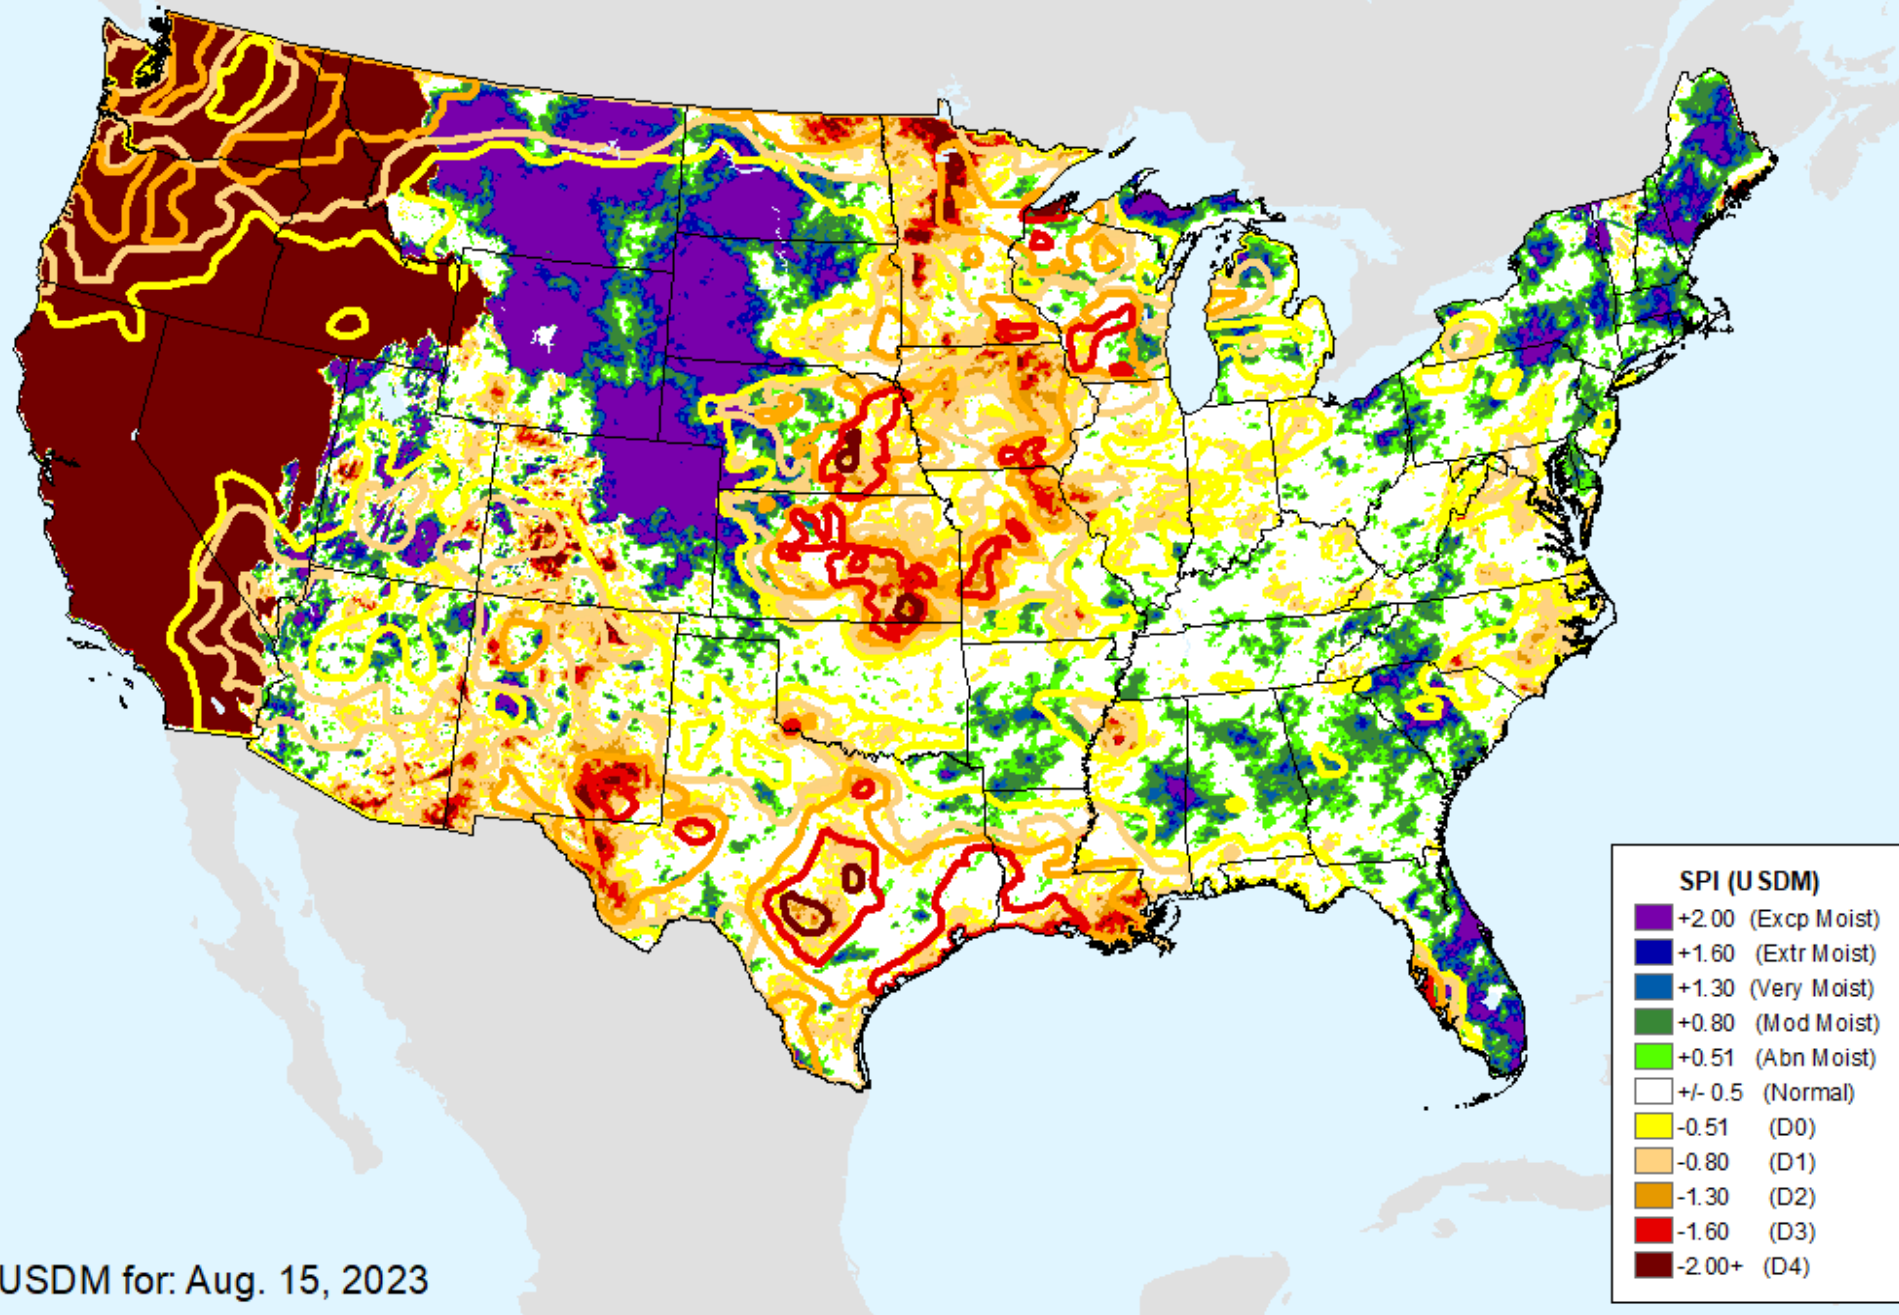 SPI (USDM)
+2.00 (Excp Moist)
+1.60 (Extr Moist)
+1.30 (Very Moist)
+0.80 (Mod Moist)
+0.51 (Abn Moist)
+/- 0.5 (Normal)
-0.51 (D0)
-0.80 (D1)
-1.30 (D2)
-1.60 (D3)
-2.00+ (D4)
USDM for: Aug. 15, 2023